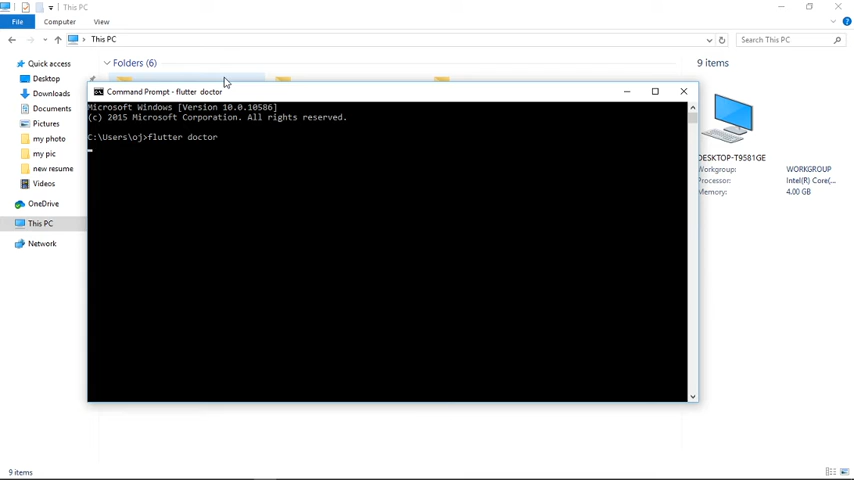 This PC
File
Computer
View
This PC
Search This PC
Quick access
Desktop
Downloads
Documents
Pictures
my photo
my pic
new resume
Videos
OneDrive
This PC
Network
Folders (6)
9 items
Command Prompt - flutter  doctor
Microsoft Windows [Version 10.0.10586]
(c) 2015 Microsoft Corporation. All rights reserved.
C:\Users\oj>flutter doctor
DESKTOP-T9581GE
Workgroup: WORKGROUP
Processor: Intel(R) Core(...
Memory: 4.00 GB
9 items